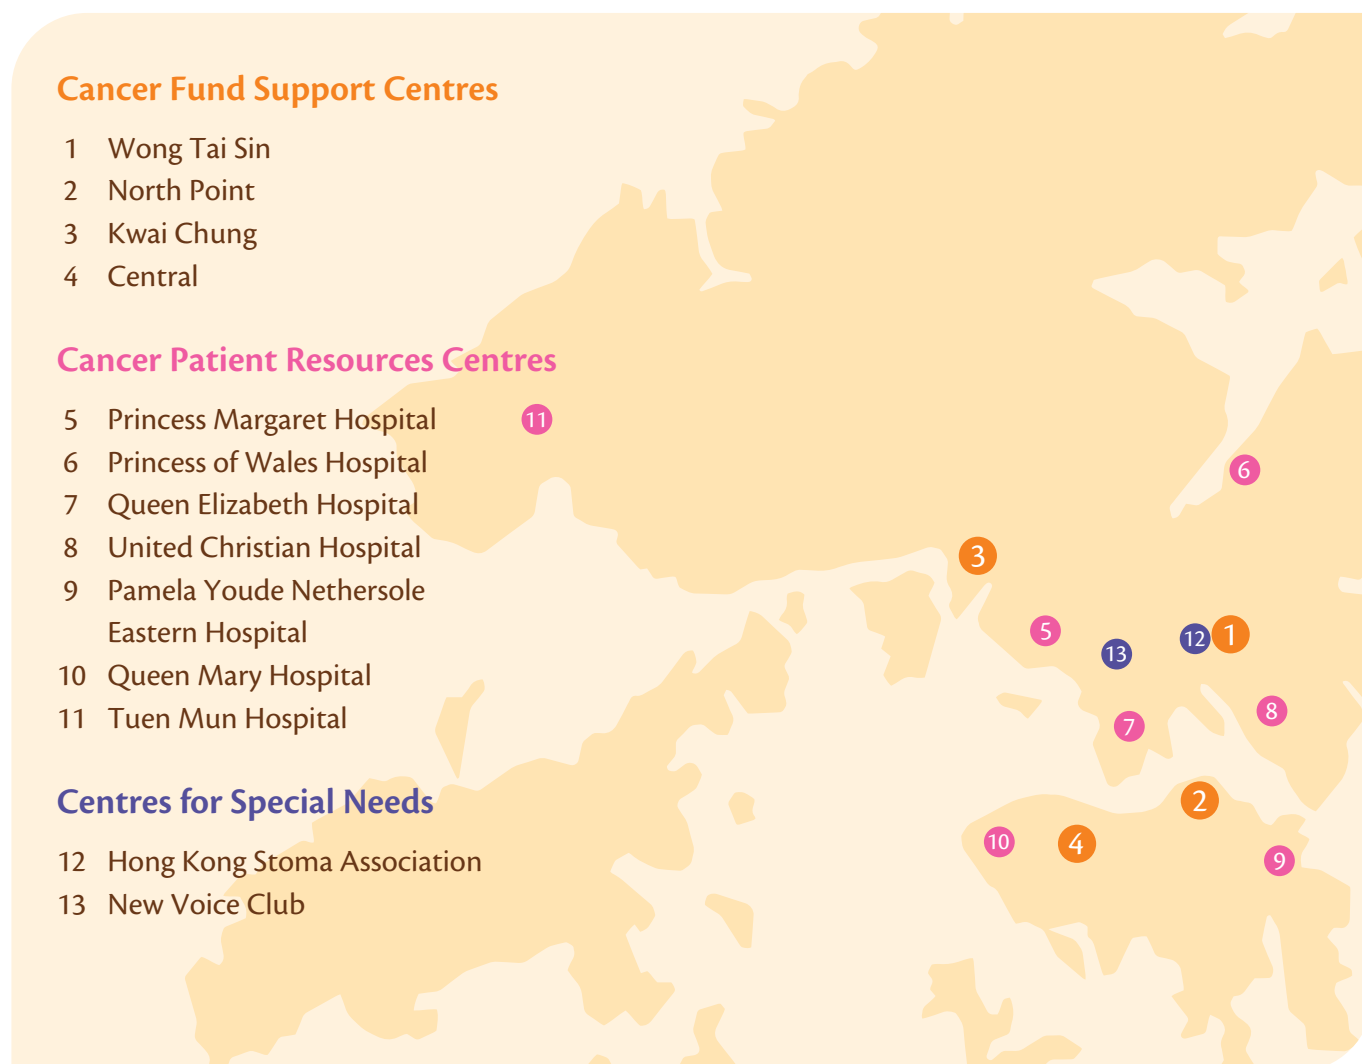 Cancer Fund Support Centres
1 Wong Tai Sin
2 North Point
3 Kwai Chung
4 Central
Cancer Patient Resources Centres
5 Princess Margaret Hospital
6 Princess of Wales Hospital
7 Queen Elizabeth Hospital
8 United Christian Hospital
9 Pamela Youde Nethersole
Eastern Hospital
10 Queen Mary Hospital
11 Tuen Mun Hospital
Centres for Special Needs
12 Hong Kong Stoma Association
13 New Voice Club
11
6
3
5
13
12
1
8
7
2
10
4
9